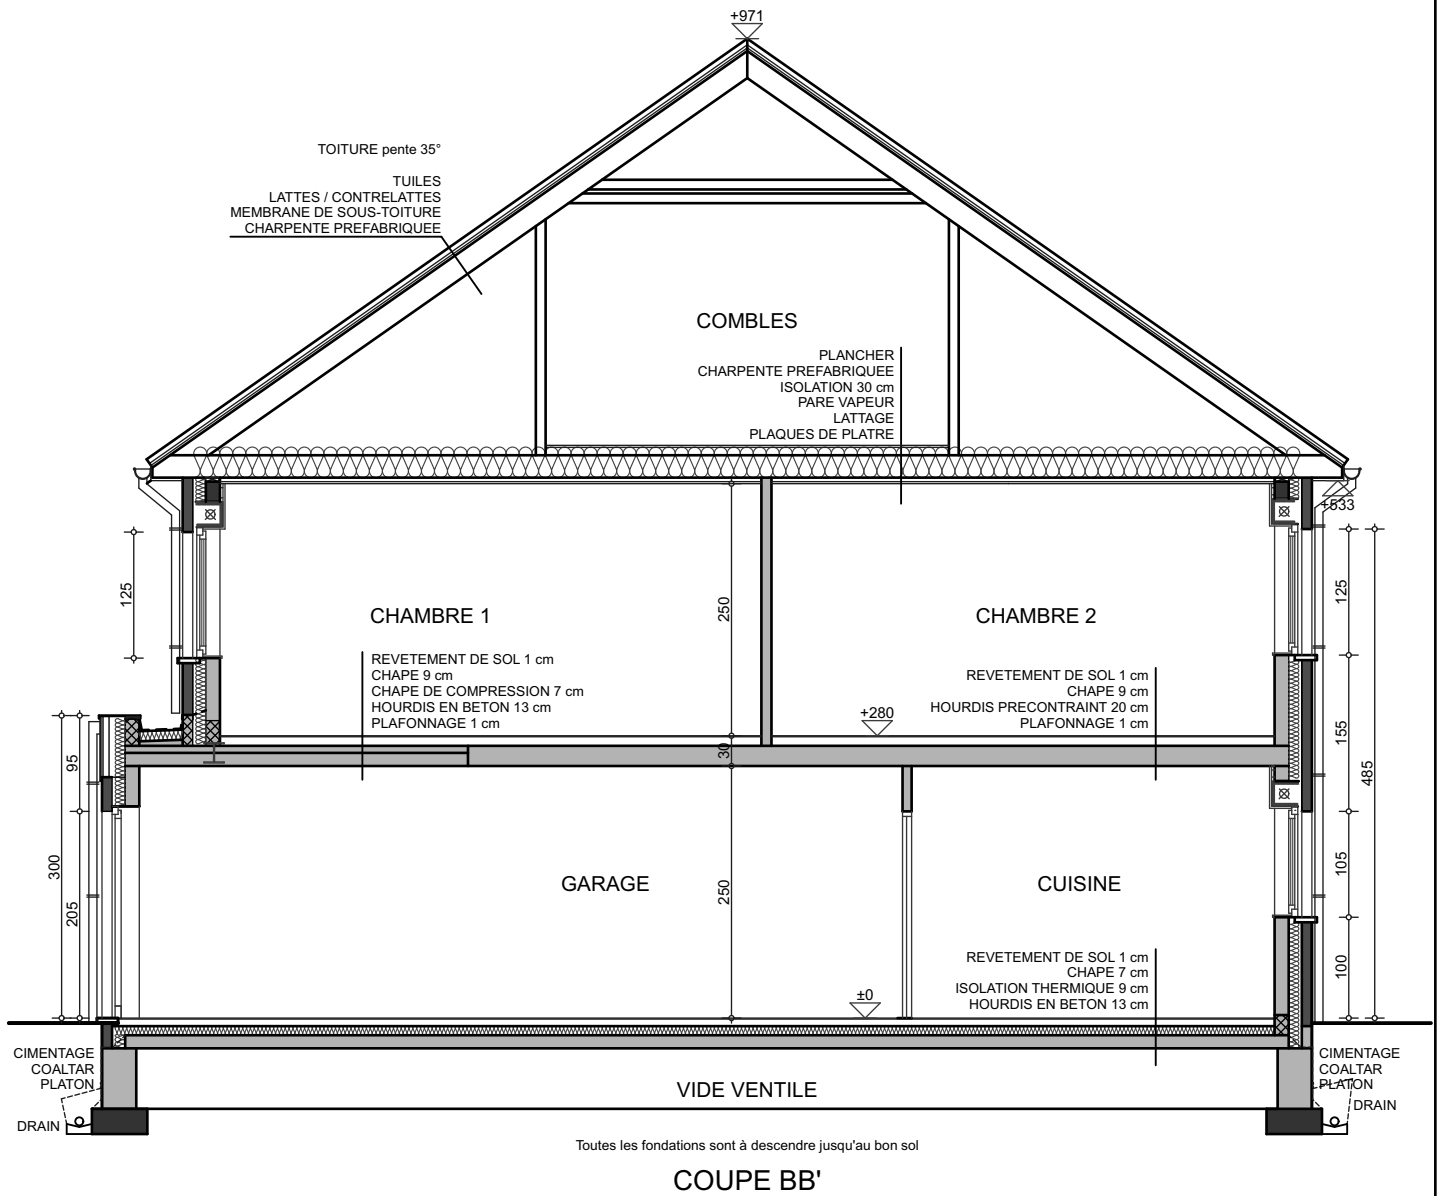 +971
TOITURE pente 35°
TUILES
LATTES / CONTRELATTES
MEMBRANE DE SOUS-TOITURE
CHARPENTE PREFABRIQUEE
COMBLES
PLANCHER
CHARPENTE PREFABRIQUEE
ISOLATION 30 cm
PARE VAPEUR
LATTAGE
PLAQUES DE PLATRE
+533
125
250
125
CHAMBRE 1
CHAMBRE 2
REVETEMENT DE SOL 1 cm
CHAPE 9 cm
CHAPE DE COMPRESSION 7 cm
HOURDIS EN BETON 13 cm
PLAFONNAGE 1 cm
REVETEMENT DE SOL 1 cm
CHAPE 9 cm
HOURDIS PRECONTRAINT 20 cm
PLAFONNAGE 1 cm
+280
155
30
95
485
300
205
250
105
100
GARAGE
CUISINE
REVETEMENT DE SOL 1 cm
CHAPE 7 cm
ISOLATION THERMIQUE 9 cm
HOURDIS EN BETON 13 cm
±0
CIMENTAGE
COALTAR
PLATON
DRAIN
VIDE VENTILE
CIMENTAGE
COALTAR
PLATON
DRAIN
Toutes les fondations sont à descendre jusqu'au bon sol
COUPE BB'